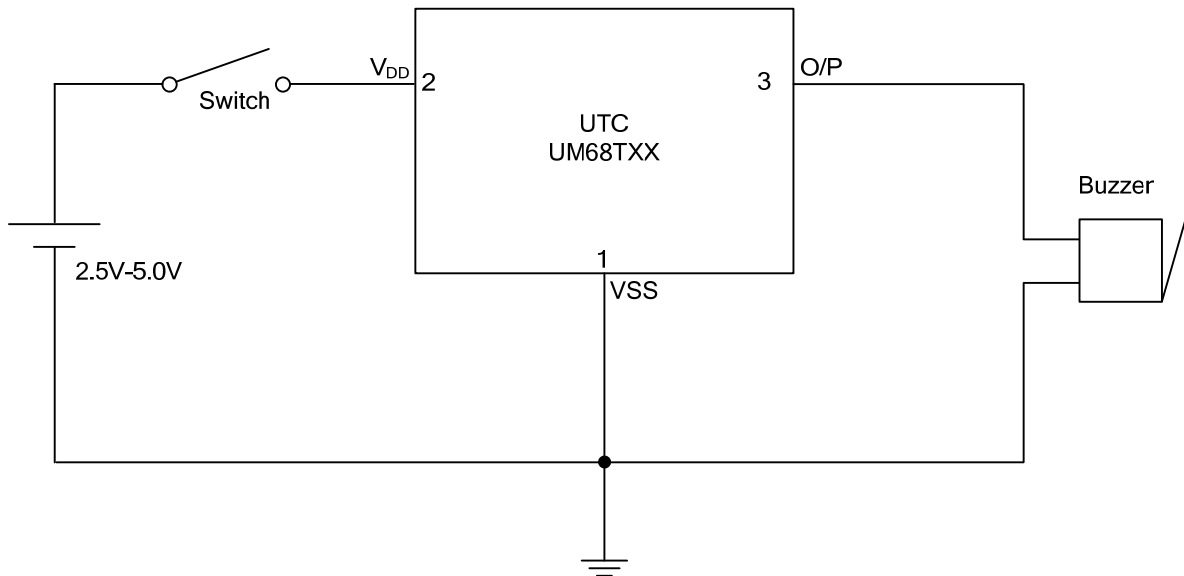 VDD
2
3
O/P
Switch
UTC
UM68TXX
Buzzer
1
2.5V-5.0V
VSS